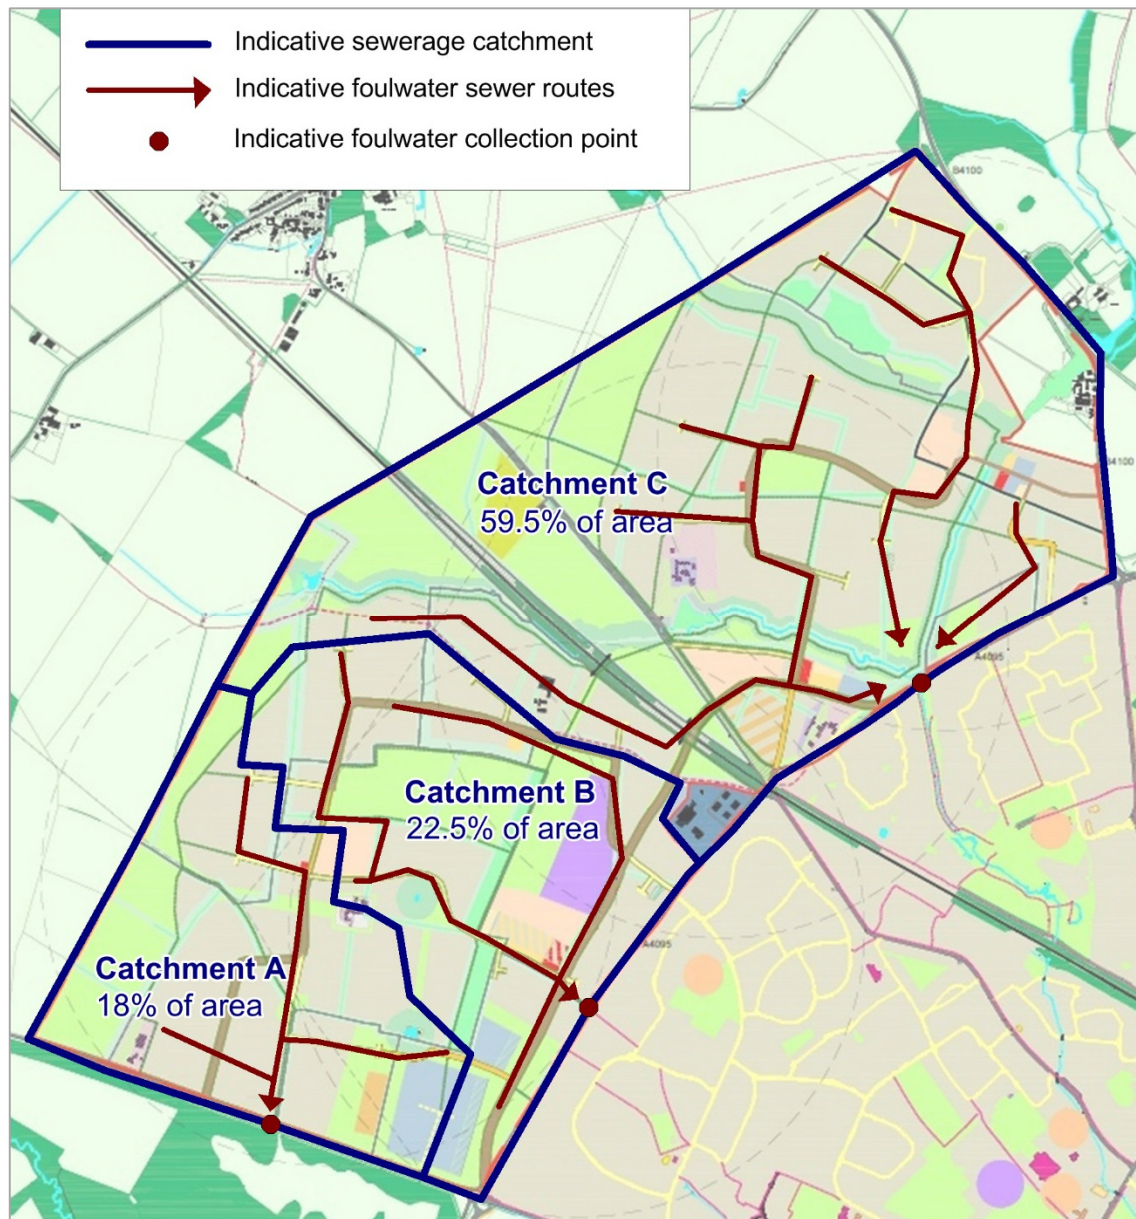 Indicative sewerage catchment
Indicative foulwater sewer routes
Indicative foulwater collection point
B4100
Catchment C
59.5% of area
B4100
A4095
Catchment B
22.5% of area
A4095
Catchment A
18% of area